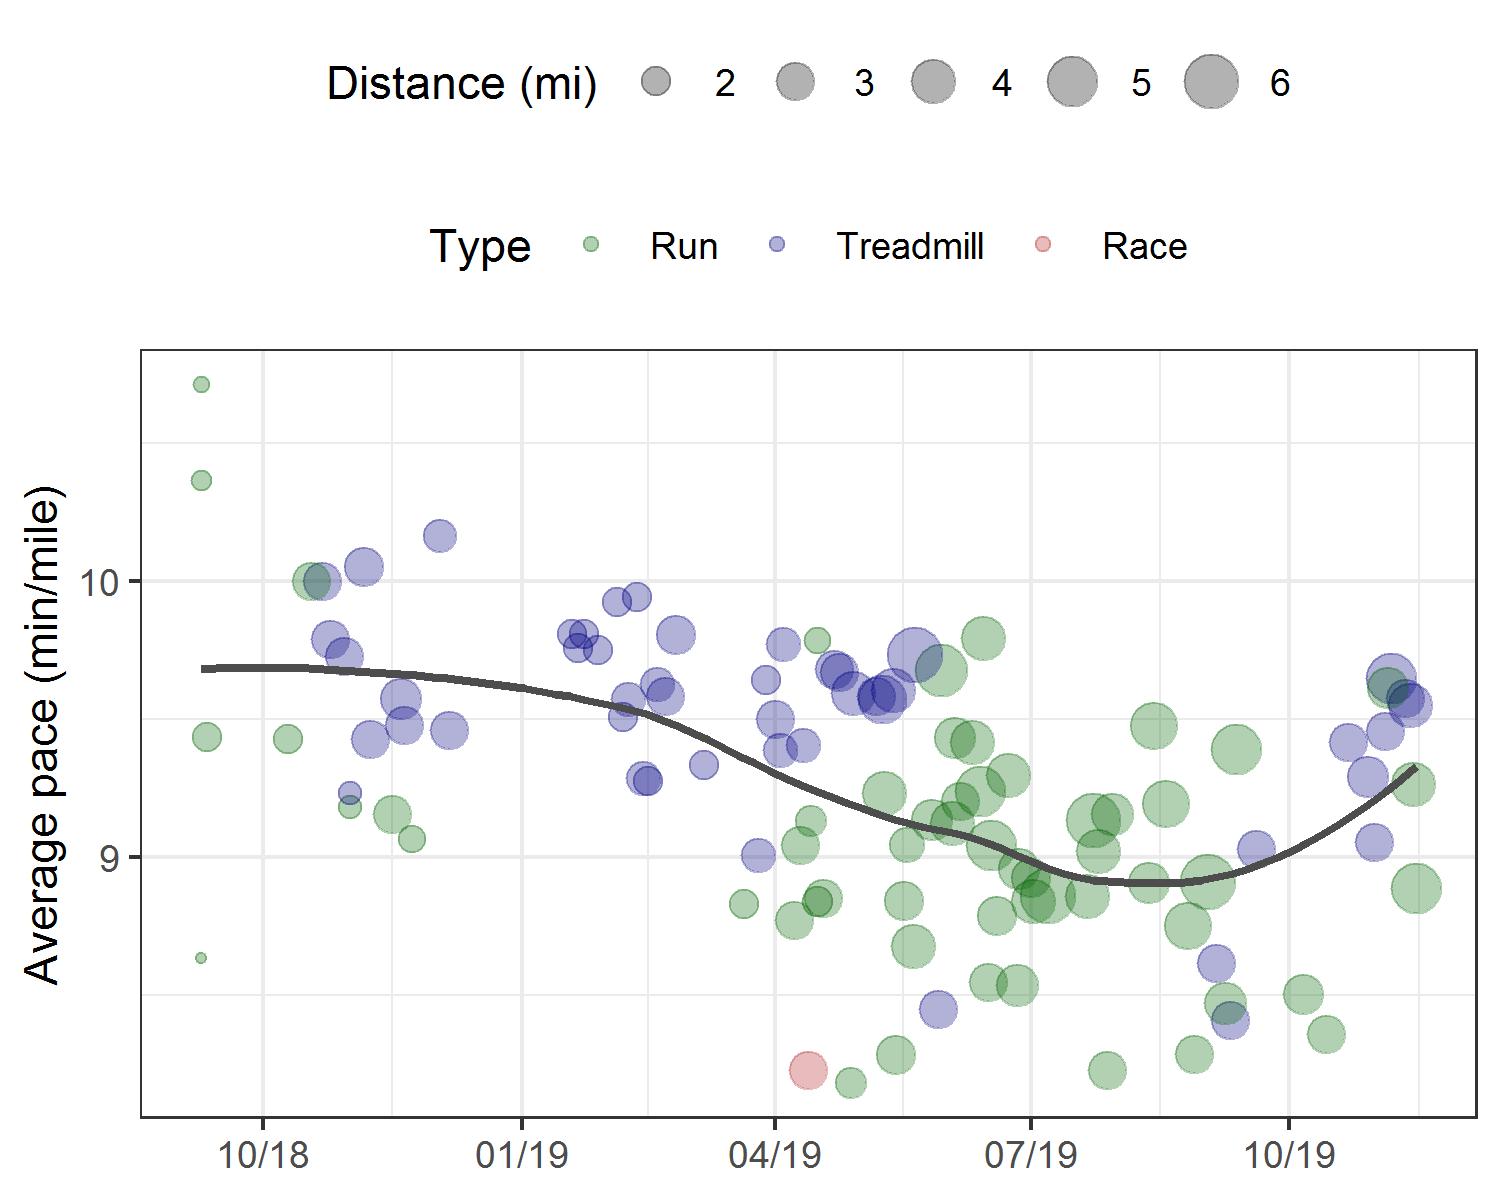 Distance (mi) 2 3 4 5 6
Type Run Treadmill Race
Average pace (min/mile)
10
9
10/18 01/19 04/19 07/19 10/19